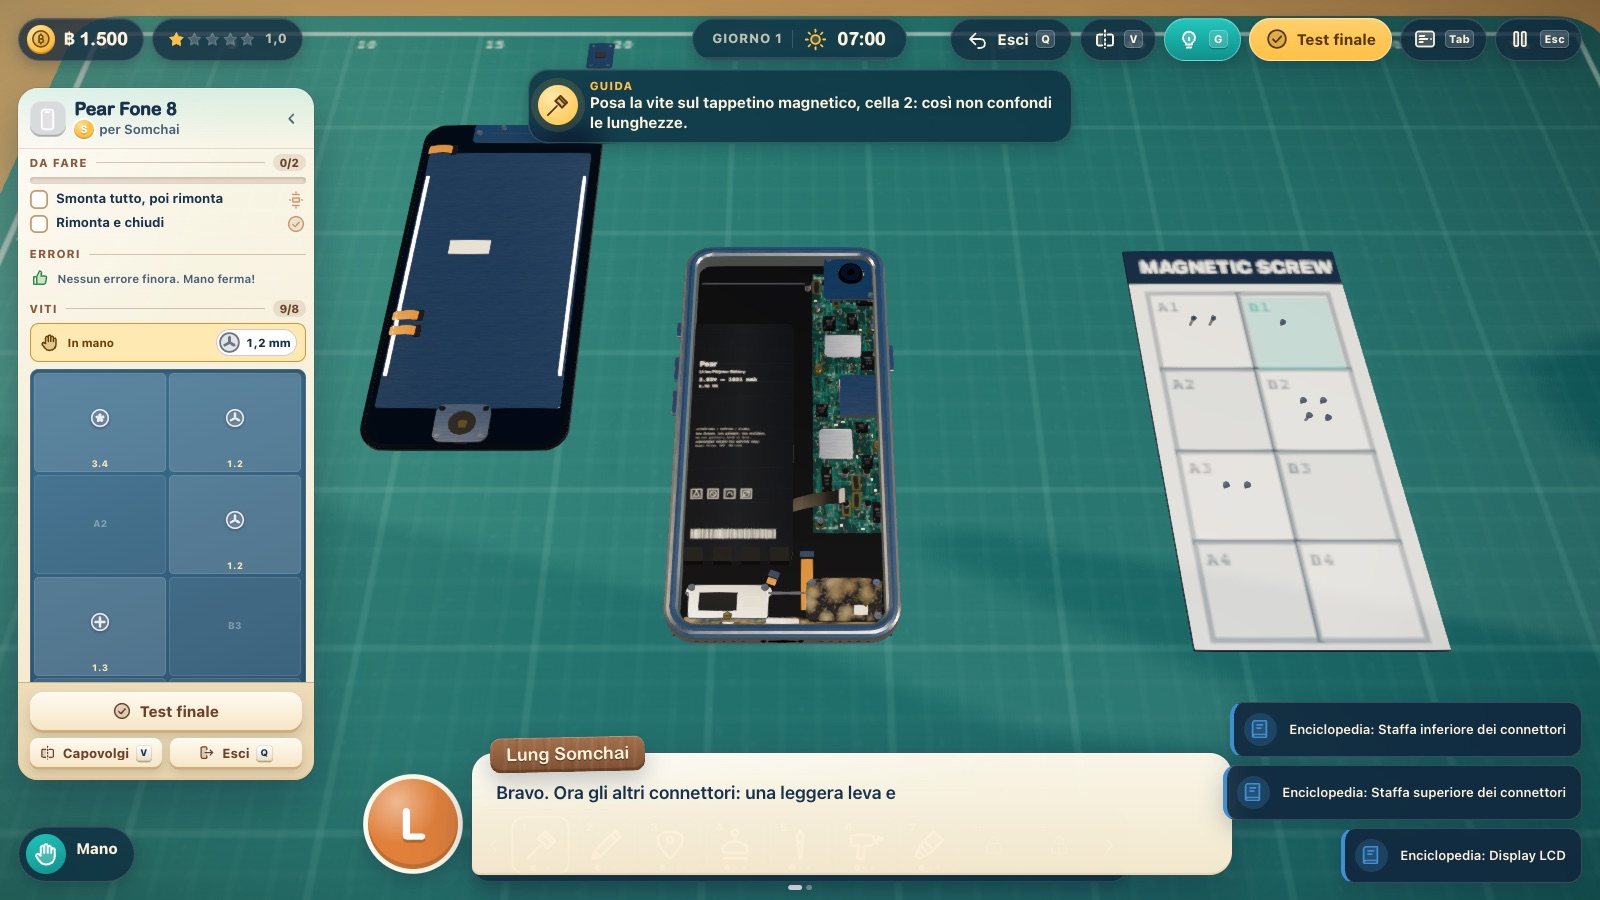 ฿ 1.500
1,0
GIORNO 1
07:00
Esci Q
V
G
Test finale
Tab
Esc
10
15
20
GUIDA
Posa la vite sul tappetino magnetico, cella 2: così non confondi
le lunghezze.
Pear Fone 8
S per Somchai
DA FARE
0/2
Smonta tutto, poi rimonta
Rimonta e chiudi
ERRORI
Nessun errore finora. Mano ferma!
VITI
9/8
In mano
1,2 mm
3.4
1.2
A2
1.2
1.3
B3
Test finale
Capovolgi V
Esci Q
Mano
Pear
MAGNETIC SCREW
A1
B1
A2
B2
A3
B3
A4
B4
Lung Somchai
L
Bravo. Ora gli altri connettori: una leggera leva e
Enciclopedia: Staffa inferiore dei connettori
Enciclopedia: Staffa superiore dei connettori
Enciclopedia: Display LCD